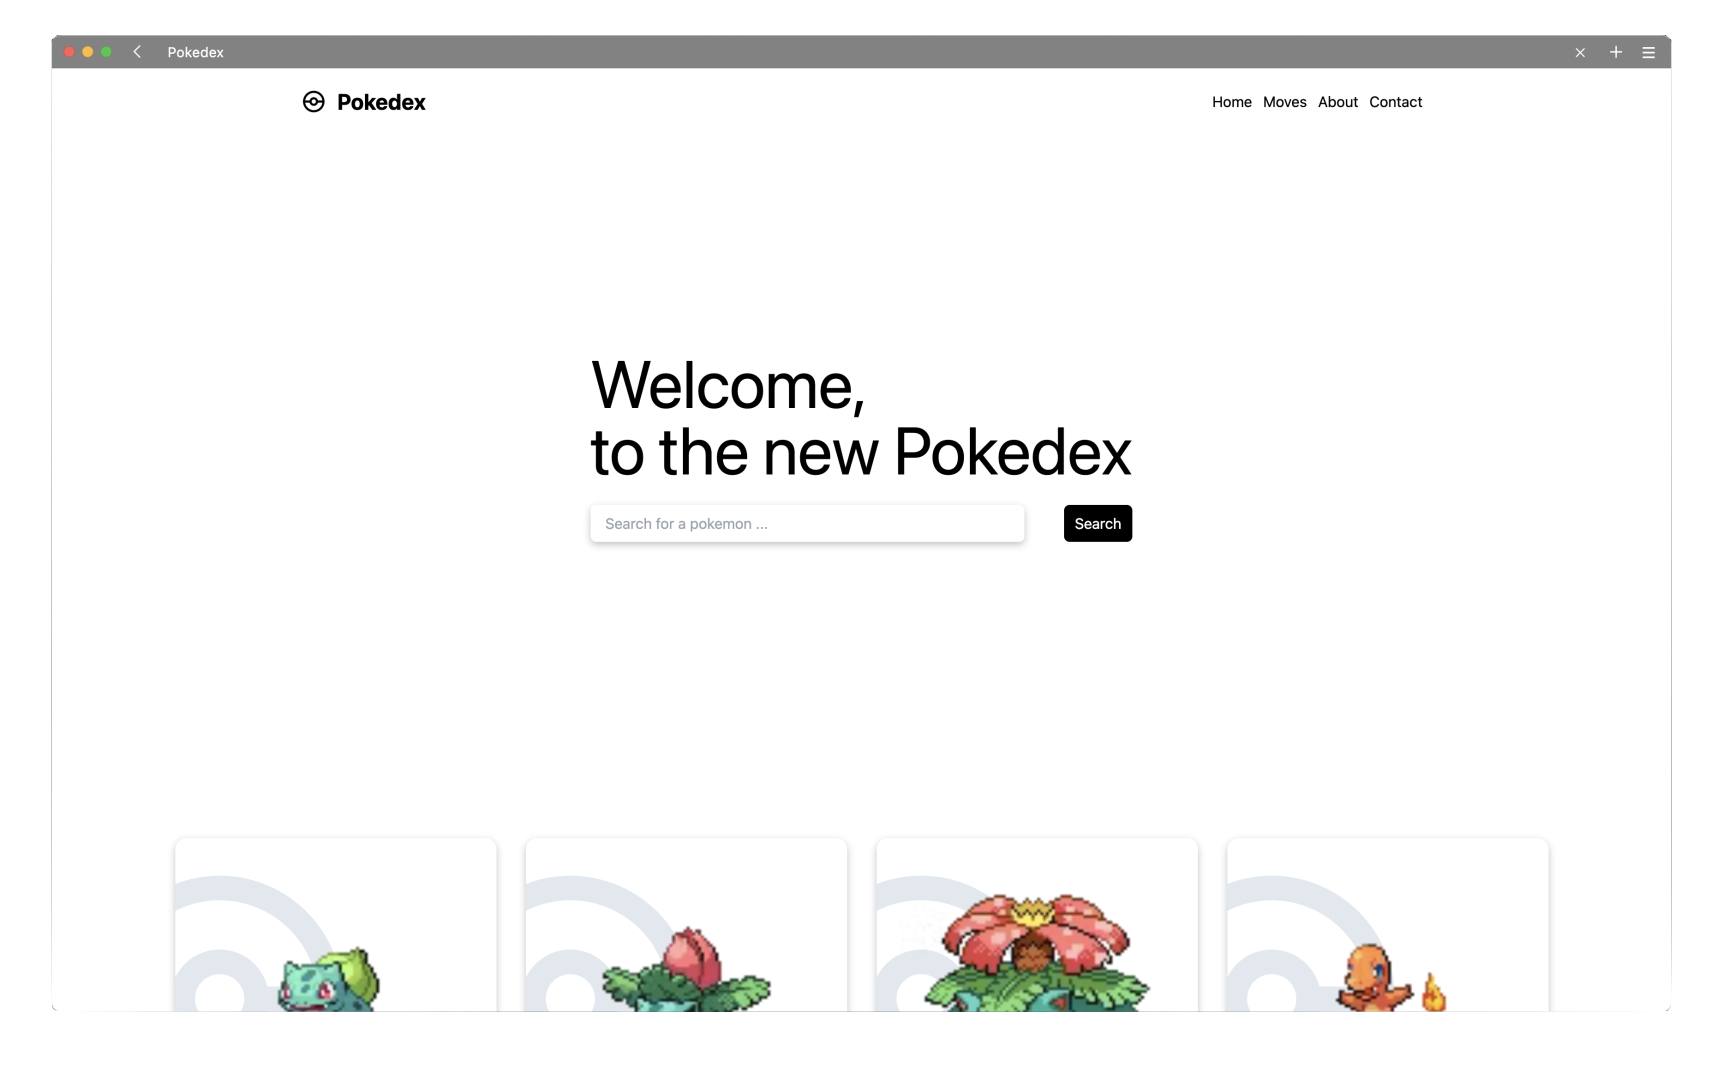 Pokedex
Pokedex
Home Moves About Contact
Welcome,
to the new Pokedex
Search for a pokemon ...
Search